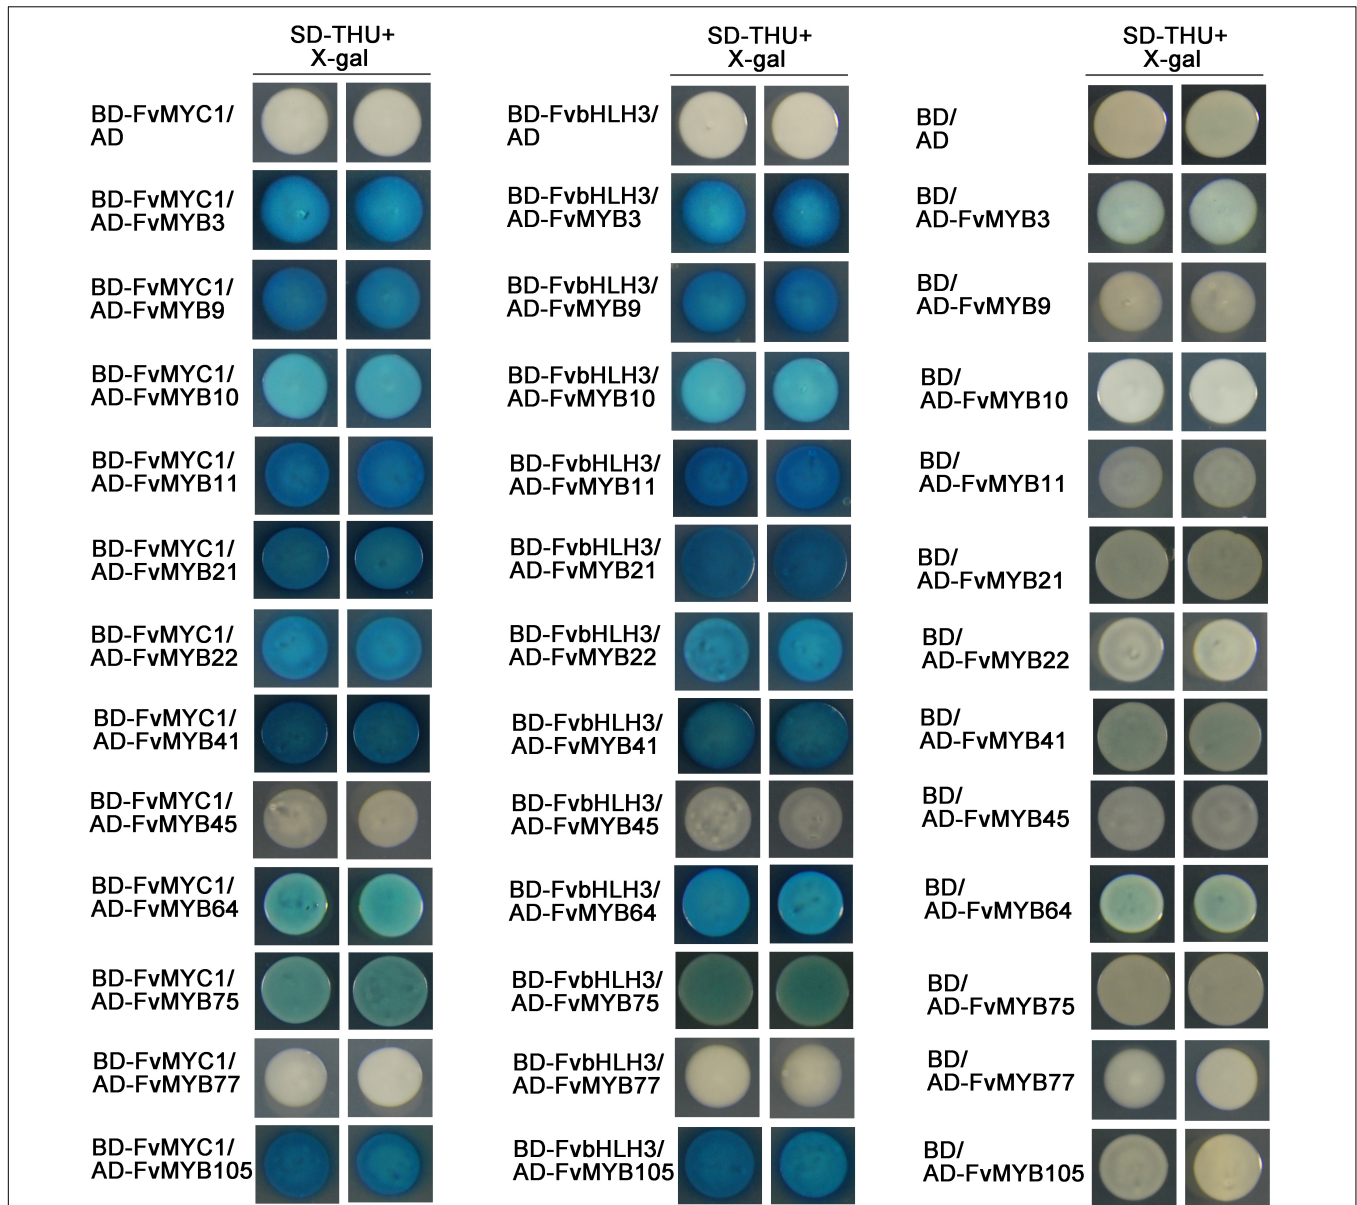 SD-THU+
X-gal
BD-FvMYC1/
AD
BD-FvMYC1/
AD-FvMYB3
BD-FvMYC1/
AD-FvMYB9
BD-FvMYC1/
AD-FvMYB10
BD-FvMYC1/
AD-FvMYB11
BD-FvMYC1/
AD-FvMYB21
BD-FvMYC1/
AD-FvMYB22
BD-FvMYC1/
AD-FvMYB41
BD-FvMYC1/
AD-FvMYB45
BD-FvMYC1/
AD-FvMYB64
BD-FvMYC1/
AD-FvMYB75
BD-FvMYC1/
AD-FvMYB77
BD-FvMYC1/
AD-FvMYB105
SD-THU+
X-gal
BD-FvbHLH3/
AD
BD-FvbHLH3/
AD-FvMYB3
BD-FvbHLH3/
AD-FvMYB9
BD-FvbHLH3/
AD-FvMYB10
BD-FvbHLH3/
AD-FvMYB11
BD-FvbHLH3/
AD-FvMYB21
BD-FvbHLH3/
AD-FvMYB22
BD-FvbHLH3/
AD-FvMYB41
BD-FvbHLH3/
AD-FvMYB45
BD-FvbHLH3/
AD-FvMYB64
BD-FvbHLH3/
AD-FvMYB75
BD-FvbHLH3/
AD-FvMYB77
BD-FvbHLH3/
AD-FvMYB105
SD-THU+
X-gal
BD/
AD
BD/
AD-FvMYB3
BD/
AD-FvMYB9
BD/
AD-FvMYB10
BD/
AD-FvMYB11
BD/
AD-FvMYB21
BD/
AD-FvMYB22
BD/
AD-FvMYB41
BD/
AD-FvMYB45
BD/
AD-FvMYB64
BD/
AD-FvMYB75
BD/
AD-FvMYB77
BD/
AD-FvMYB105